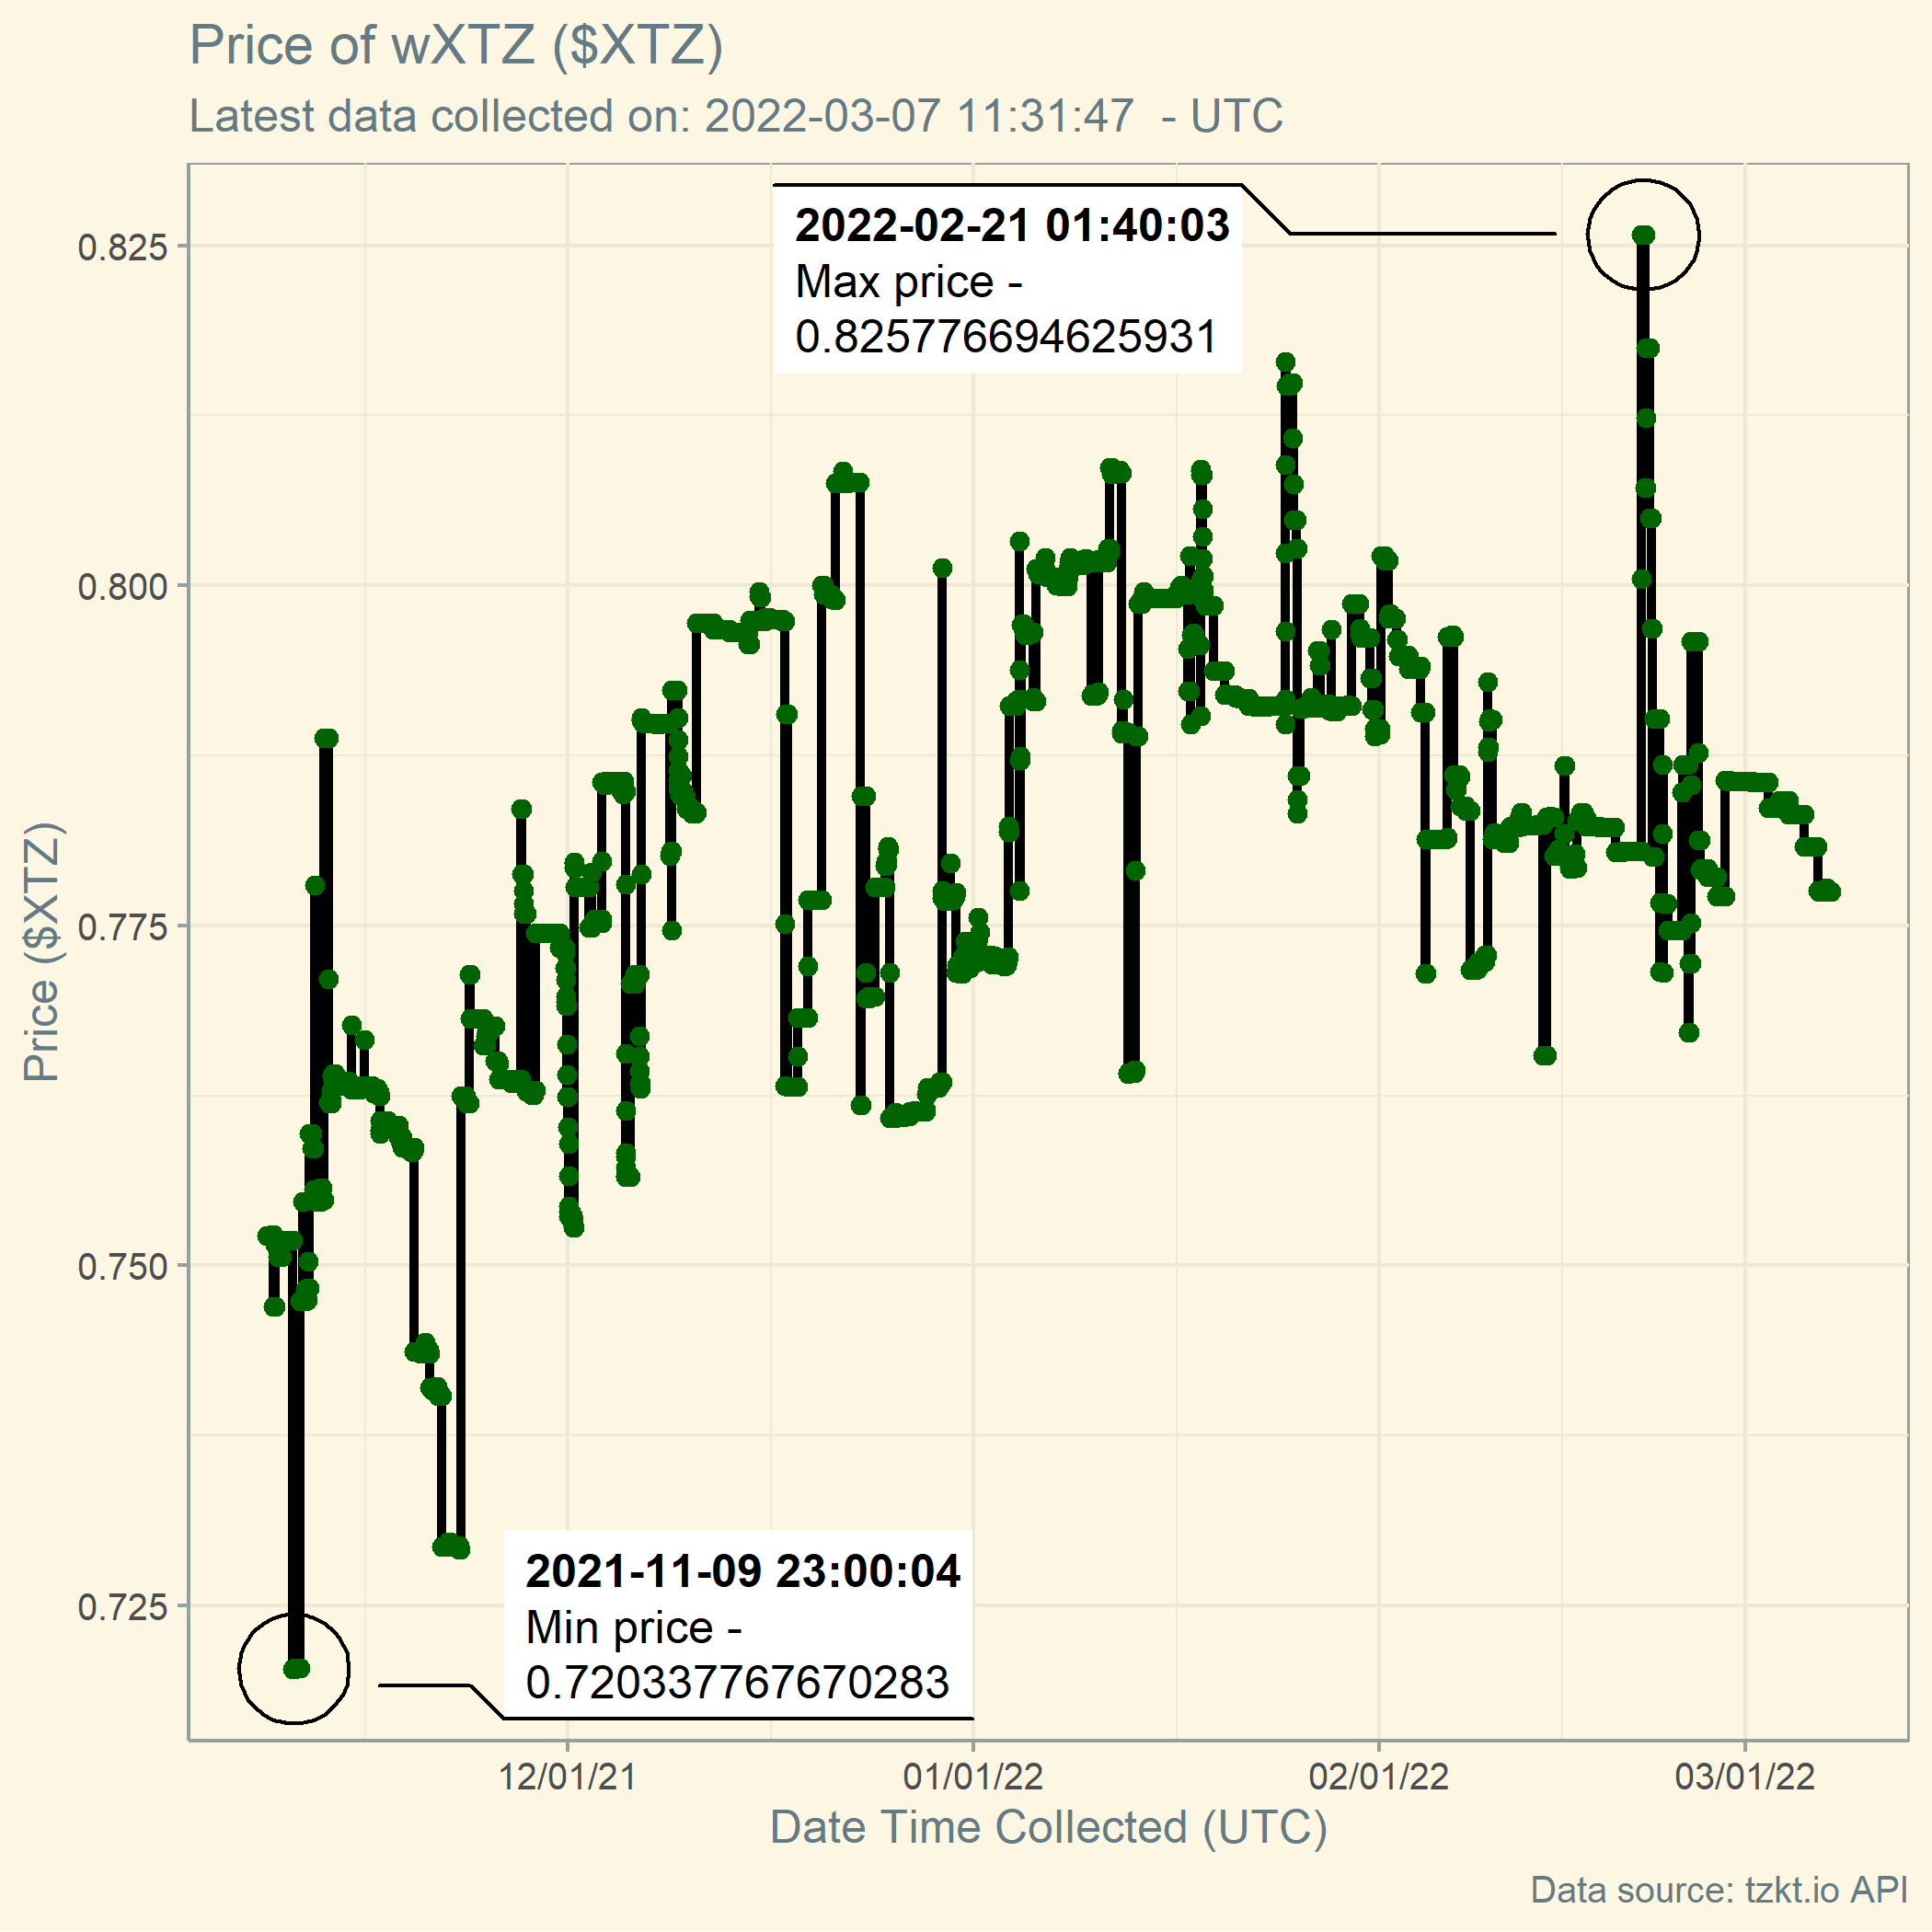 Price of wXTZ ($XTZ)
Latest data collected on: 2022-03-07 11:31:47  - UTC
2022-02-21 01:40:03
Max price -
0.825776694625931
0.825
0.800
0.775
0.750
0.725
Price ($XTZ)
2021-11-09 23:00:04
Min price -
0.720337767670283
12/01/21
01/01/22
02/01/22
03/01/22
Date Time Collected (UTC)
Data source: tzkt.io API